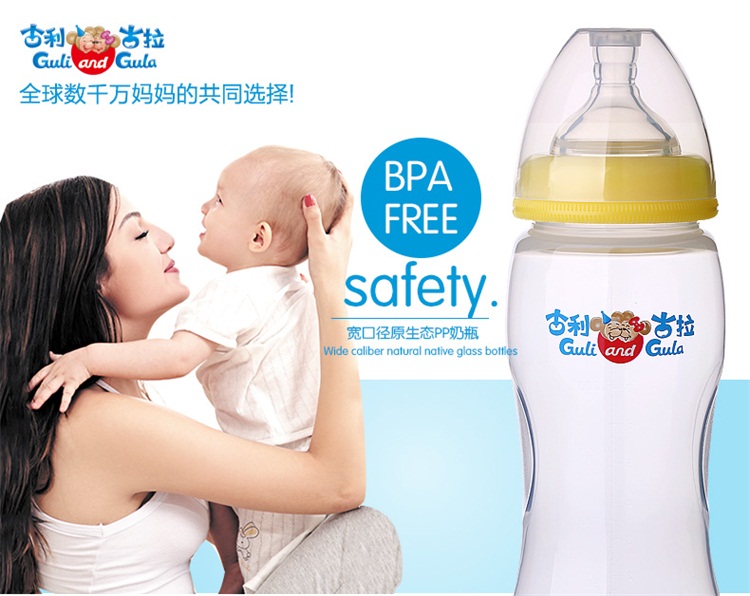 古利古拉
Guli and Gula
全球数千万妈妈的共同选择!
BPA
FREE
safety.
宽口径原生态PP奶瓶
Wide caliber natural native glass bottles
古利古拉
Guli and Gula